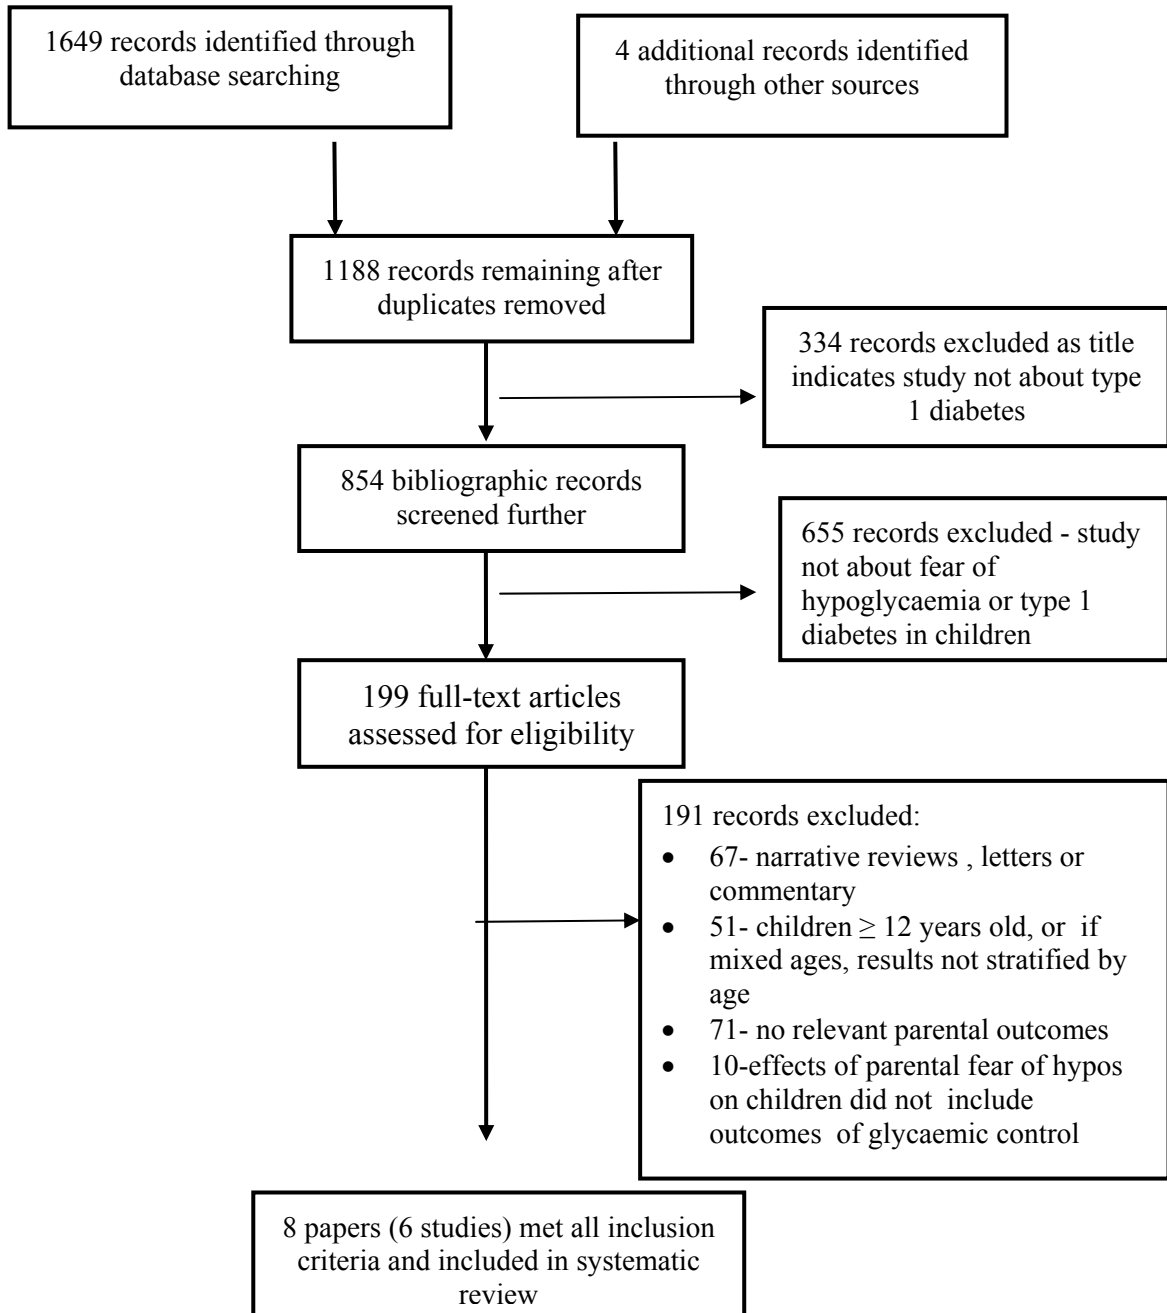 1649 records identified through
database searching
4 additional records identified
through other sources
1188 records remaining after
duplicates removed
334 records excluded as title
indicates study not about type
1 diabetes
854 bibliographic records
screened further
655 records excluded - study
not about fear of
hypoglycaemia or type 1
diabetes in children
199 full-text articles
assessed for eligibility
191 records excluded:
• 67- narrative reviews , letters or
commentary
• 51- children ≥ 12 years old, or if
mixed ages, results not stratified by
age
• 71- no relevant parental outcomes
• 10-effects of parental fear of hypos
on children did not include
outcomes of glycaemic control
8 papers (6 studies) met all inclusion
criteria and included in systematic
review